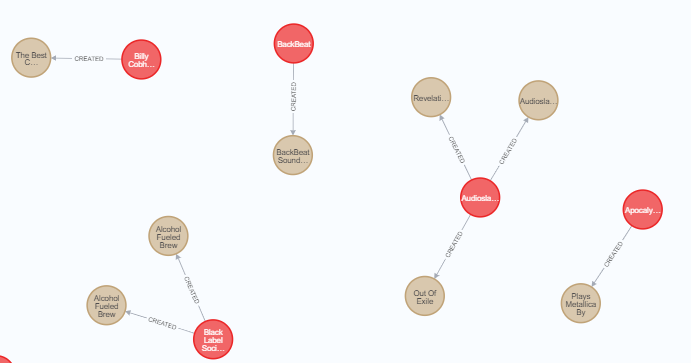 The Best
C...
CREATED
Billy
Cobh...
BackBeat
CREATED
BackBeat
Sound...
Revelati...
Audiosla...
CREATED
CREATED
Audiosla...
CREATED
Out Of
Exile
Apocaly...
CREATED
Plays
Metallica
By
Alcohol
Fueled
Brew
CREATED
Alcohol
Fueled
Brew
CREATED
Black
Label
Soci...